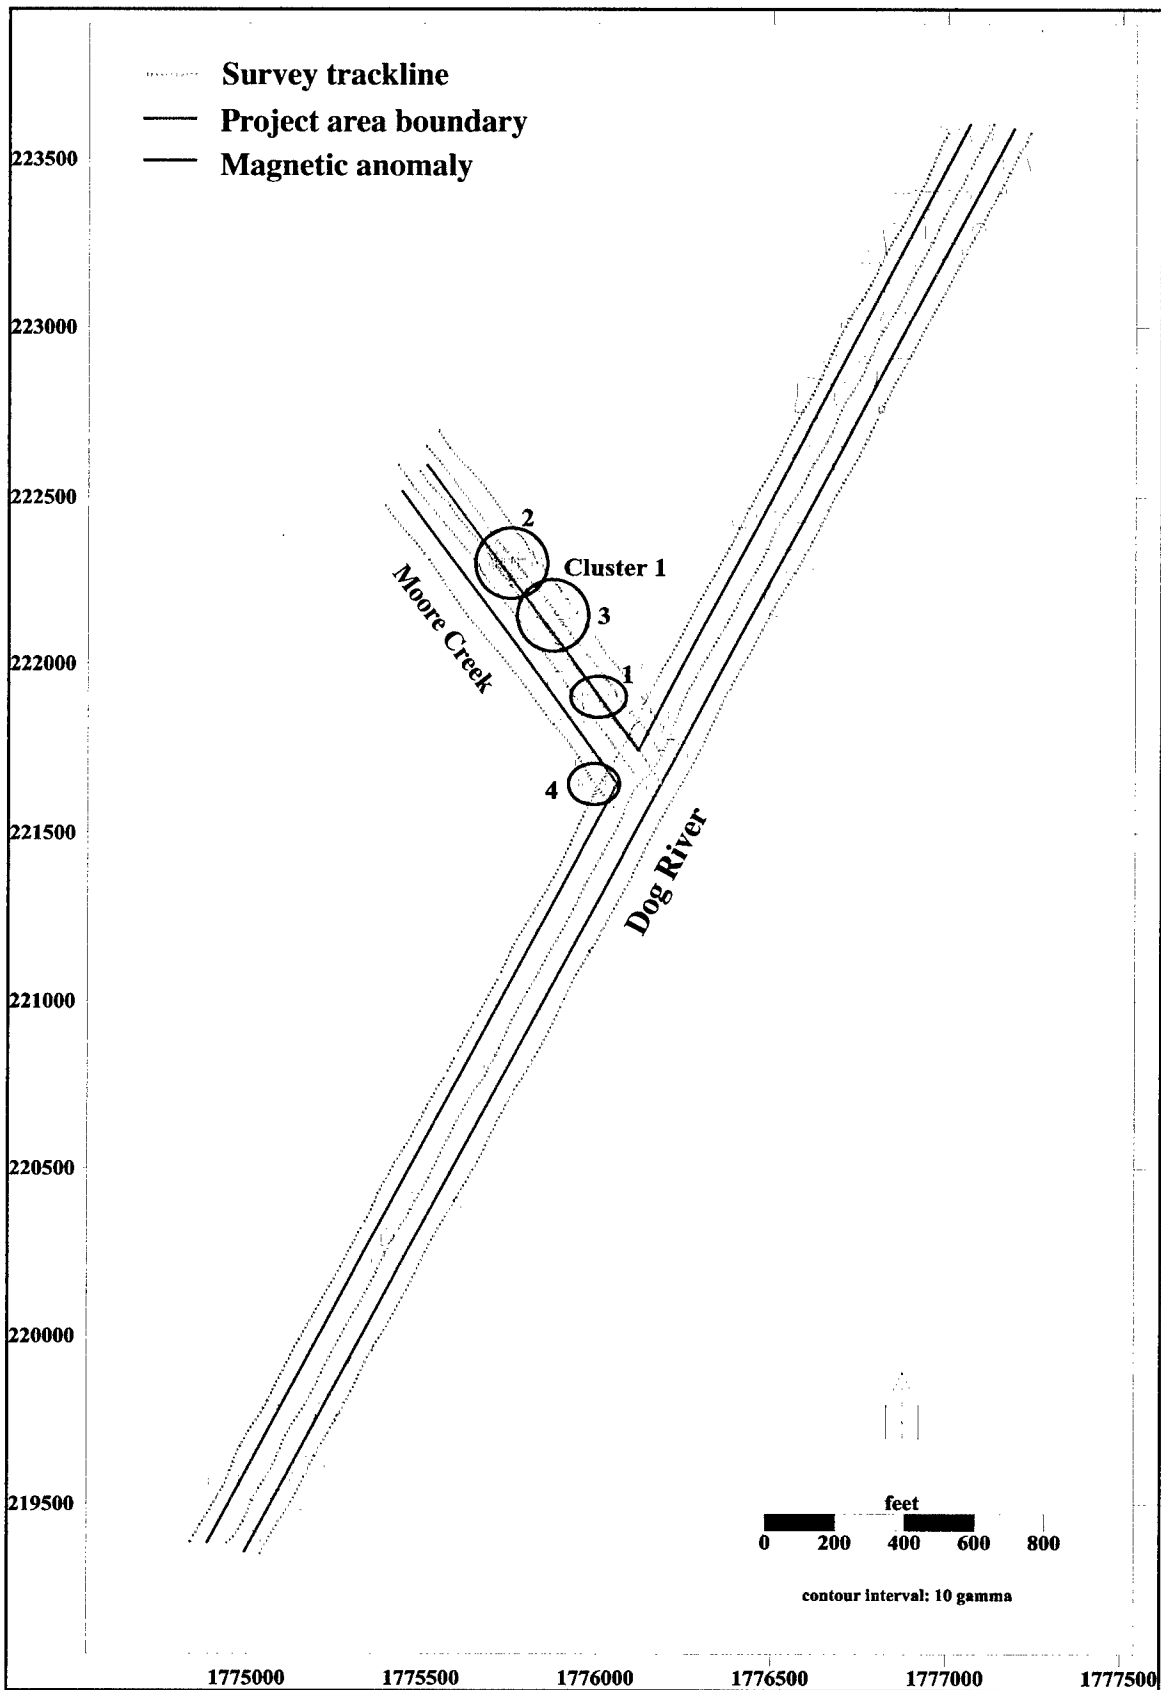 Survey trackline
Project area boundary
Magnetic anomaly
223500
223000
222500
222000
221500
221000
220500
220000
219500
2
Cluster 1
3
1
4
Moore Creek
Dog River
feet
0 200 400 600 800
contour interval: 10 gamma
1775000 1775500 1776000 1776500 1777000 1777500